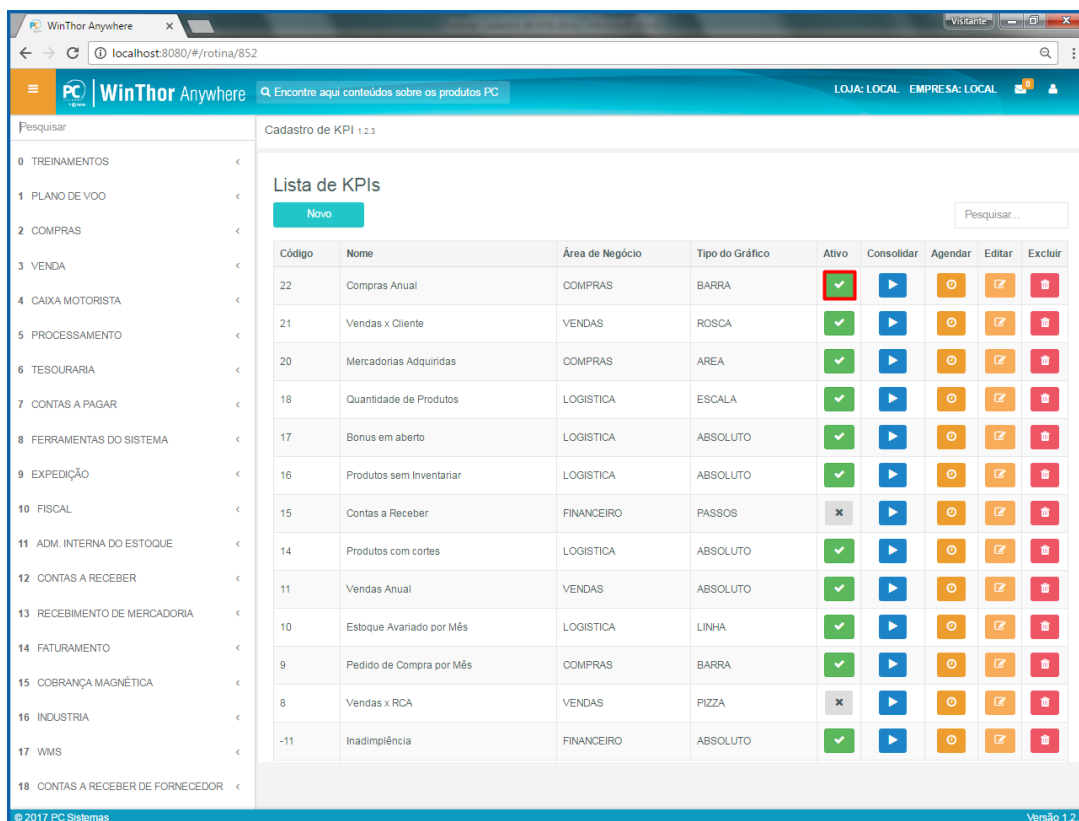 WinThor Anywhere
Visitante
localhost:8080/#/rotina/852
PC WinThor Anywhere Encontre aqui conteúdos sobre os produtos PC LOJA: LOCAL EMPRESA: LOCAL 0
Pesquisar
Cadastro de KPI 1.2.3
0 TREINAMENTOS
1 PLANO DE VOO
2 COMPRAS
3 VENDA
4 CAIXA MOTORISTA
5 PROCESSAMENTO
6 TESOURARIA
7 CONTAS A PAGAR
8 FERRAMENTAS DO SISTEMA
9 EXPEDIÇÃO
10 FISCAL
11 ADM. INTERNA DO ESTOQUE
12 CONTAS A RECEBER
13 RECEBIMENTO DE MERCADORIA
14 FATURAMENTO
15 COBRANÇA MAGNÉTICA
16 INDUSTRIA
17 WMS
18 CONTAS A RECEBER DE FORNECEDOR
Lista de KPIs
Novo
Pesquisar...
Código Nome Área de Negócio Tipo do Gráfico Ativo Consolidar Agendar Editar Excluir
22 Compras Anual COMPRAS BARRA
21 Vendas x Cliente VENDAS ROSCA
20 Mercadorias Adquiridas COMPRAS AREA
18 Quantidade de Produtos LOGISTICA ESCALA
17 Bonus em aberto LOGISTICA ABSOLUTO
16 Produtos sem Inventariar LOGISTICA ABSOLUTO
15 Contas a Receber FINANCEIRO PASSOS
14 Produtos com cortes LOGISTICA ABSOLUTO
11 Vendas Anual VENDAS ABSOLUTO
10 Estoque Avariado por Mês LOGISTICA LINHA
9 Pedido de Compra por Mês COMPRAS BARRA
8 Vendas x RCA VENDAS PIZZA
-11 Inadimplência FINANCEIRO ABSOLUTO
© 2017 PC Sistemas
Versão 1.2